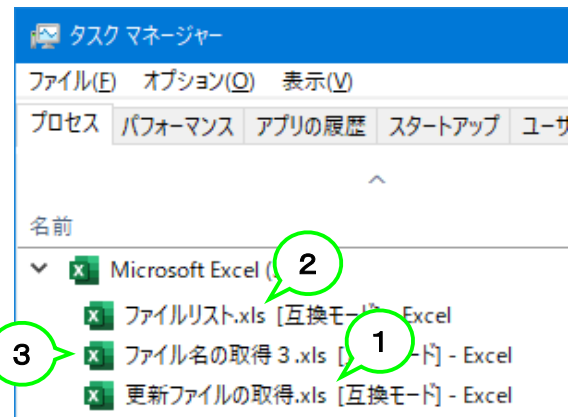 タスク マネージャー
ファイル(F) オプション(O) 表示(V)
プロセス パフォーマンス アプリの履歴 スタートアップ ユーザ
名前
Microsoft Excel (
2
ファイルリスト.xls [互換モード] - Excel
1
3
ファイル名の取得３.xls [ ード] - Excel
更新ファイルの取得.xls [互換モード] - Excel